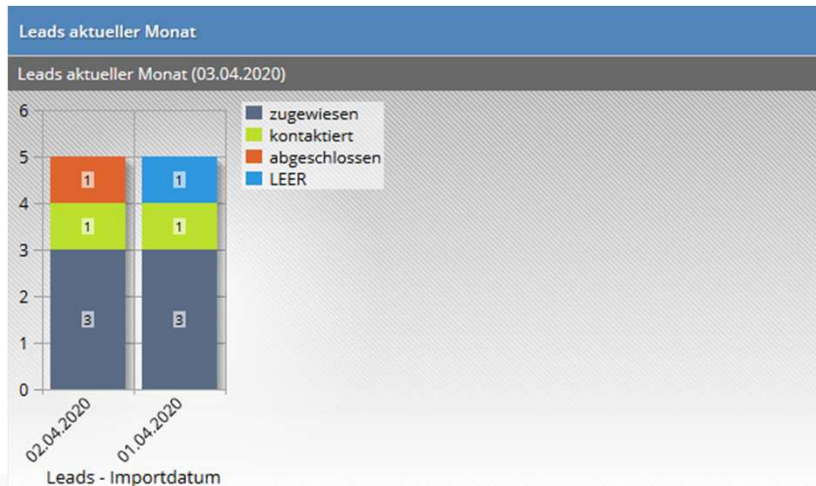 Leads aktueller Monat
Leads aktueller Monat (03.04.2020)
6
5
4
3
2
1
0
1
1
3
1
1
3
zugewiesen
kontaktiert
abgeschlossen
LEER
02.04.2020
01.04.2020
Leads - Importdatum